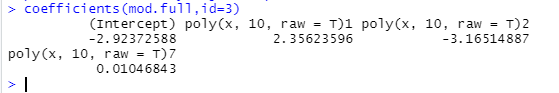 > coefficients(mod.full,id=3)
(Intercept) poly(x, 10, raw = T)1 poly(x, 10, raw = T)2
-2.92372588 2.35623596 -3.16514887
poly(x, 10, raw = T)7
0.01046843
>